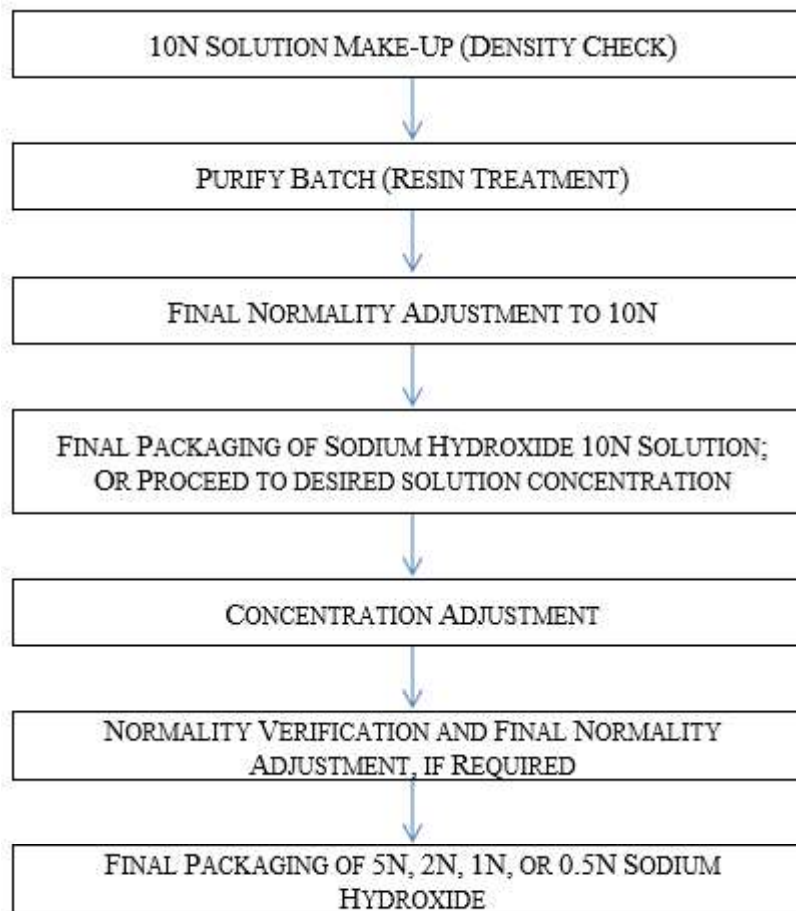 10N SOLUTION MAKE-UP (DENSITY CHECK)
PURIFY BATCH (RESIN TREATMENT)
FINAL NORMALITY ADJUSTMENT TO 10N
FINAL PACKAGING OF SODIUM HYDROXIDE 10N SOLUTION;
OR PROCEED TO DESIRED SOLUTION CONCENTRATION
CONCENTRATION ADJUSTMENT
NORMALITY VERIFICATION AND FINAL NORMALITY
ADJUSTMENT, IF REQUIRED
FINAL PACKAGING OF 5N, 2N, 1N, OR 0.5N SODIUM
HYDROXIDE